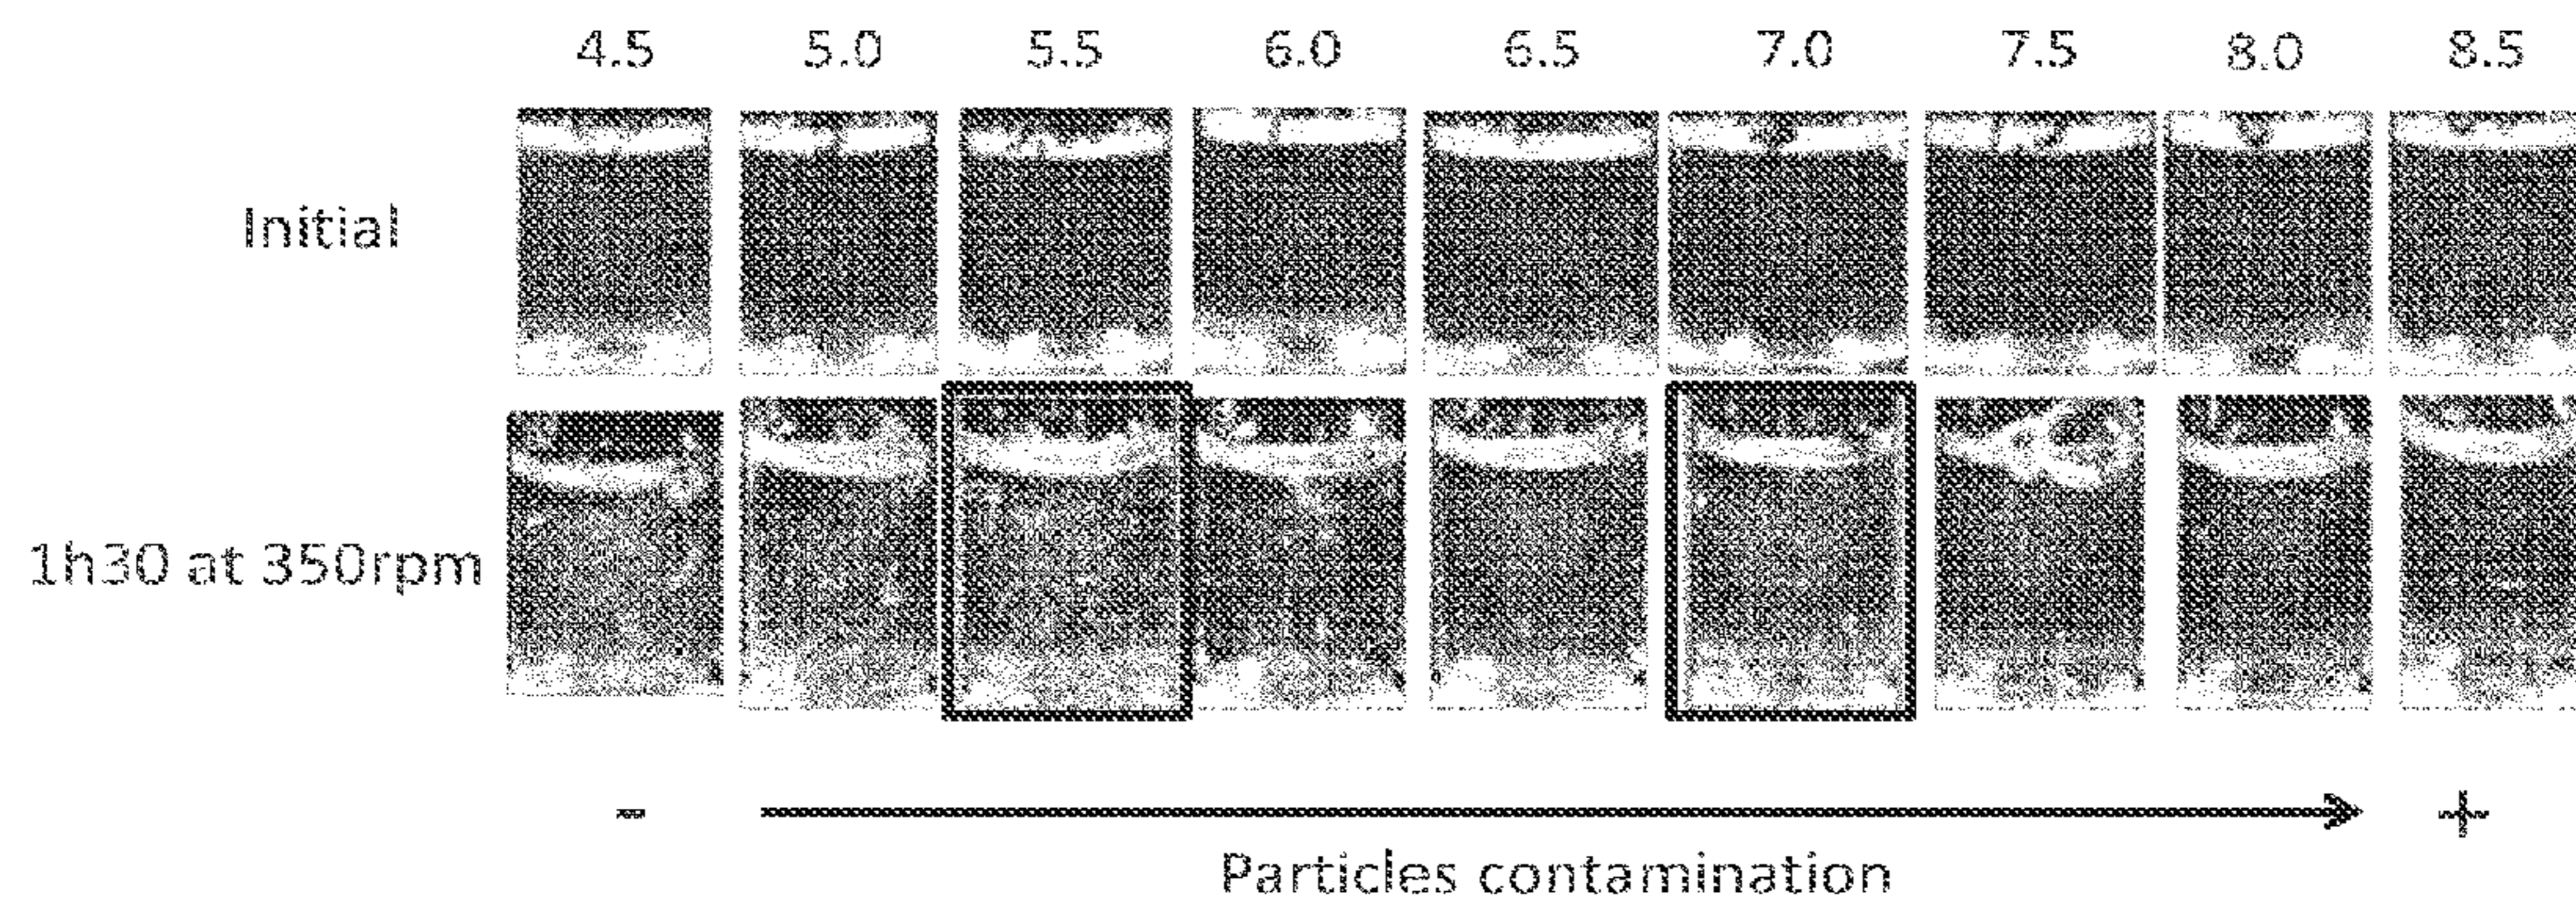 4.5 5.0 5.5 6.0 6.5 7.0 7.5 8.0 8.5
Initial
1h30 at 350rpm
- +
Particles contamination